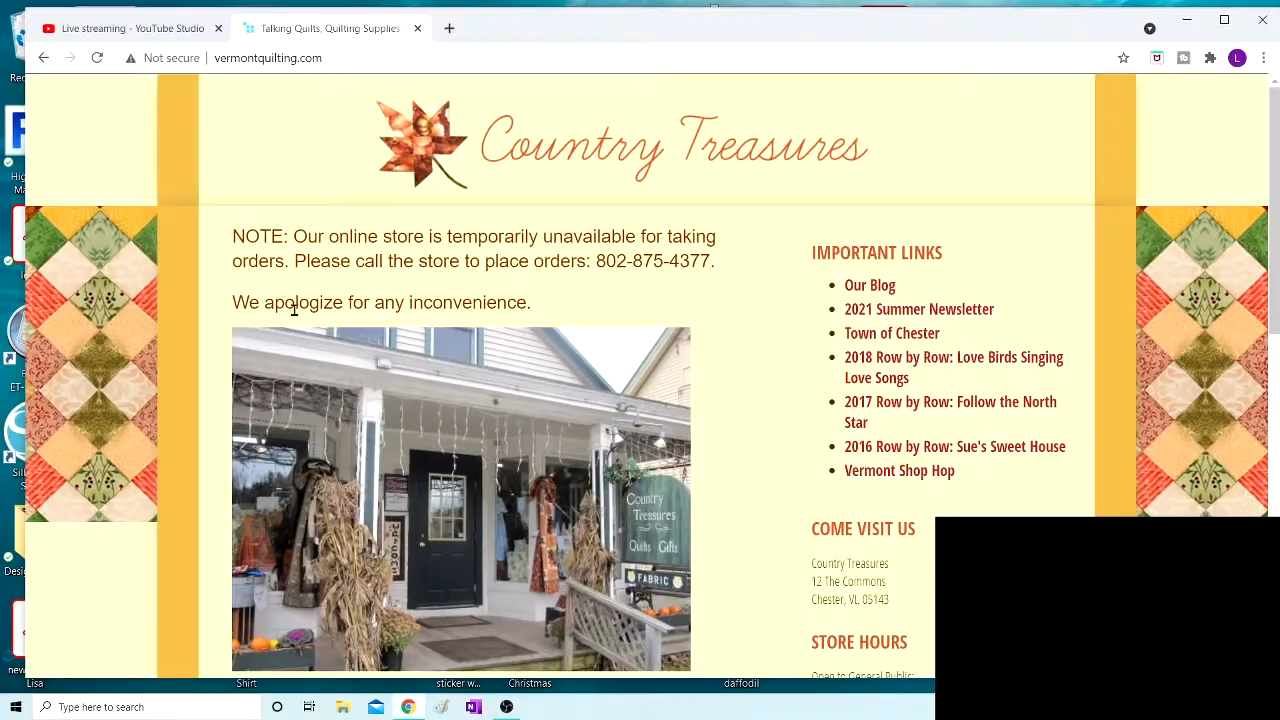 Live streaming - YouTube Studio
Talking Quilts, Quilting Supplies
Not secure
vermontquilting.com
L
Country Treasures
NOTE: Our online store is temporarily unavailable for taking
orders. Please call the store to place orders: 802-875-4377.
We apologize for any inconvenience.
Country
Treasures
Quilts Gifts
FABRIC
IMPORTANT LINKS
Our Blog
2021 Summer Newsletter
Town of Chester
2018 Row by Row: Love Birds Singing
Love Songs
2017 Row by Row: Follow the North
Star
2016 Row by Row: Sue's Sweet House
Vermont Shop Hop
COME VISIT US
Country Treasures
12 The Commons
Chester, Vt. 05143
STORE HOURS
Open to General Public:
Lisa
Shirt
sticker w...
Christmas
daffodil
Type here to search